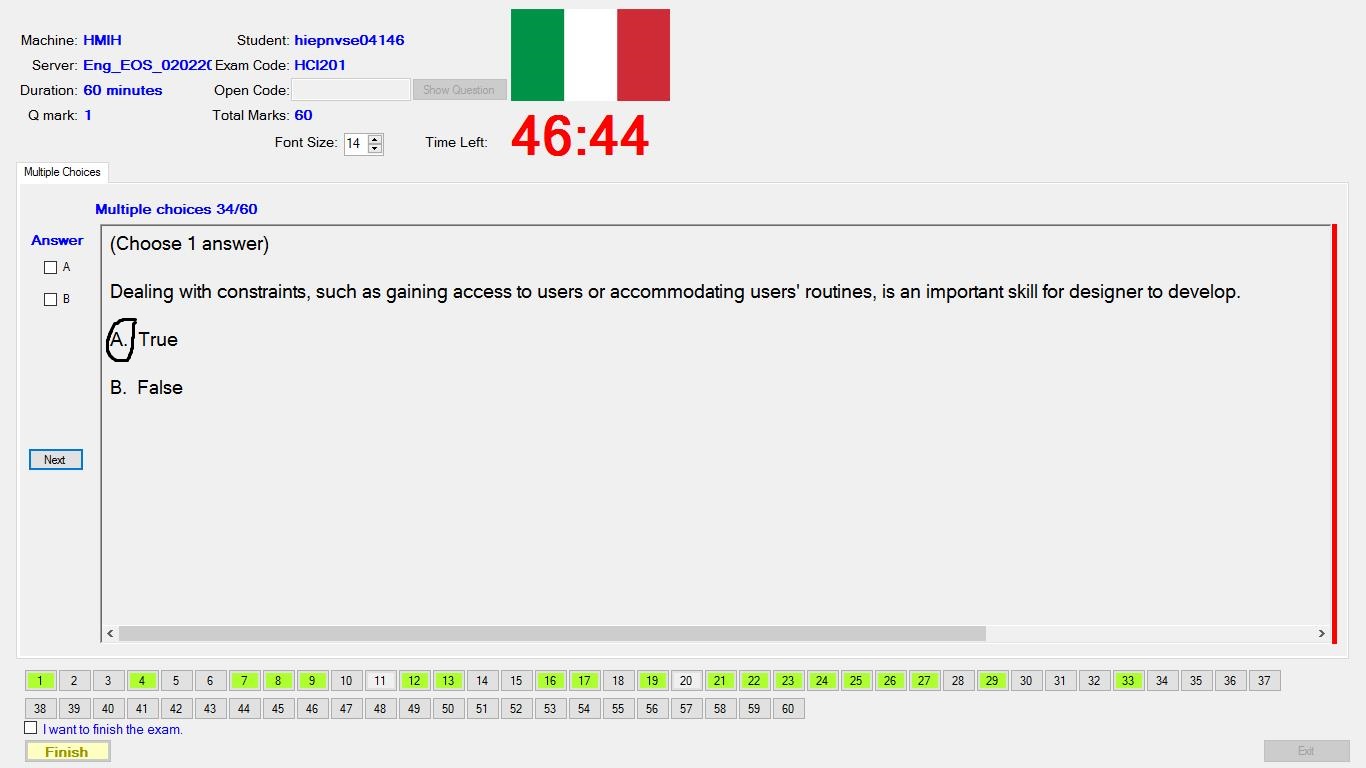 Machine: HMIH Student: hiepnvse04146
Server: Eng_EOS_02022( Exam Code: HCI201
Duration: 60 minutes Open Code: Show Question
Q mark: 1 Total Marks: 60
Font Size: 14 Time Left: 46:44
Multiple Choices
Multiple choices 34/60
Answer
(Choose 1 answer)
A
Dealing with constraints, such as gaining access to users or accommodating users' routines, is an important skill for designer to develop.
B
A. True
B. False
Next
1 2 3 4 5 6 7 8 9 10 11 12 13 14 15 16 17 18 19 20 21 22 23 24 25 26 27 28 29 30 31 32 33 34 35 36 37
38 39 40 41 42 43 44 45 46 47 48 49 50 51 52 53 54 55 56 57 58 59 60
I want to finish the exam.
Finish Exit